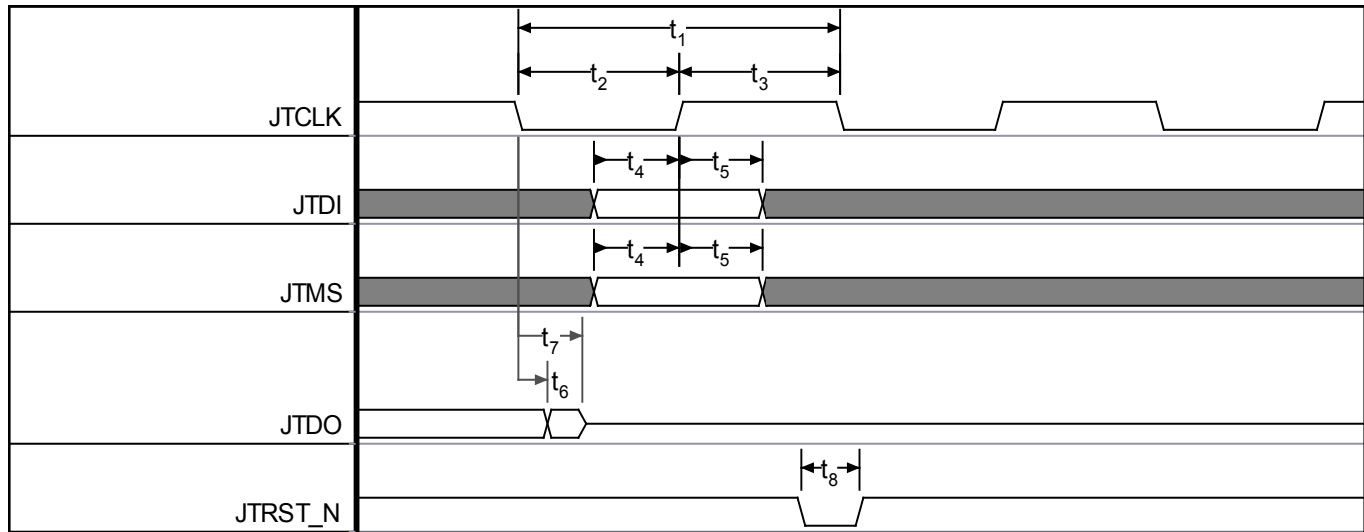 t₁
t₂ t₃
JTCLK
t₄ t₅
JTDI
t₄ t₅
JTMS
t₇
t₆
JTDO
t₈
JTRST_N